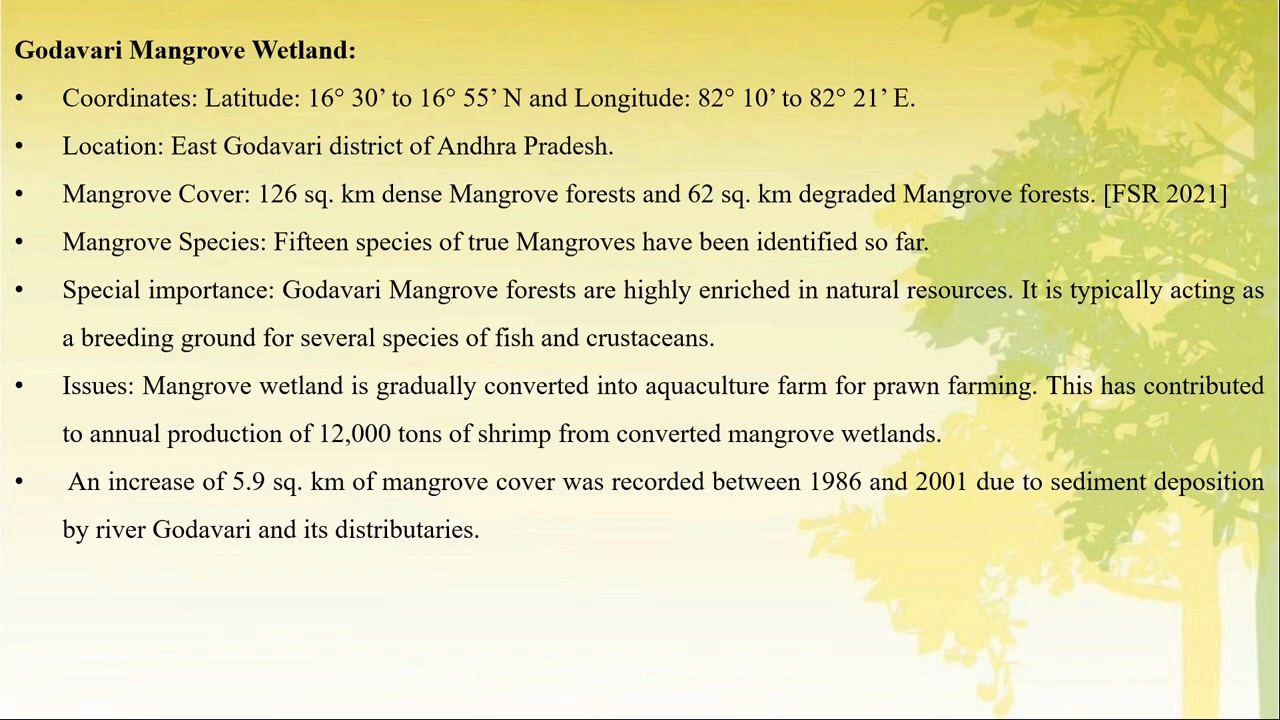 Godavari Mangrove Wetland:
• Coordinates: Latitude: 16° 30’ to 16° 55’ N and Longitude: 82° 10’ to 82° 21’ E.
• Location: East Godavari district of Andhra Pradesh.
• Mangrove Cover: 126 sq. km dense Mangrove forests and 62 sq. km degraded Mangrove forests. [FSR 2021]
• Mangrove Species: Fifteen species of true Mangroves have been identified so far.
• Special importance: Godavari Mangrove forests are highly enriched in natural resources. It is typically acting as
a breeding ground for several species of fish and crustaceans.
• Issues: Mangrove wetland is gradually converted into aquaculture farm for prawn farming. This has contributed
to annual production of 12,000 tons of shrimp from converted mangrove wetlands.
• An increase of 5.9 sq. km of mangrove cover was recorded between 1986 and 2001 due to sediment deposition
by river Godavari and its distributaries.